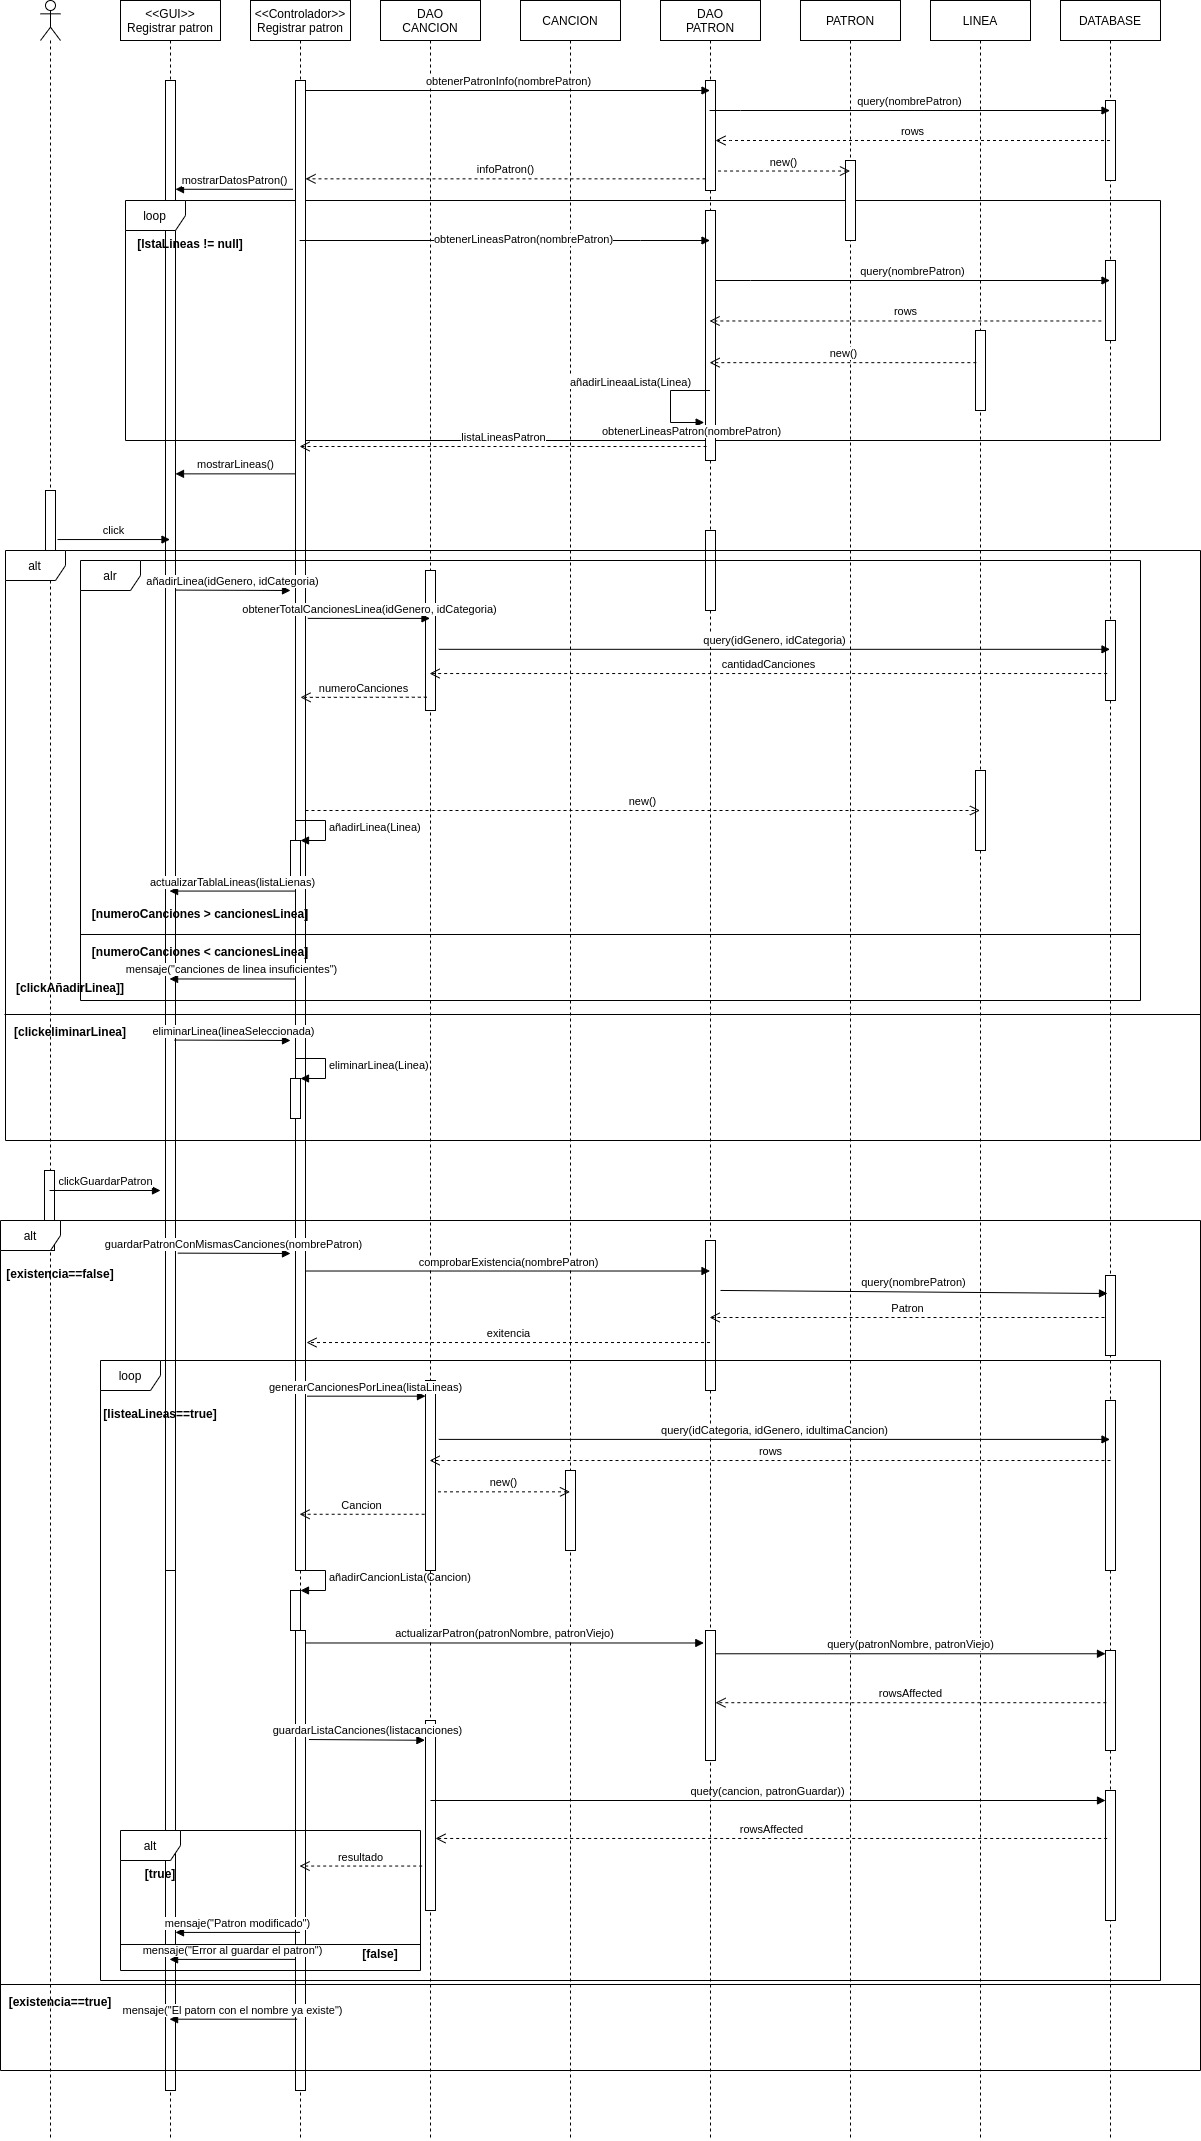 <<GUI>>
Registrar patron
<<Controlador>>
Registrar patron
DAO
CANCION
CANCION
DAO
PATRON
PATRON
LINEA
DATABASE
obtenerPatronInfo(nombrePatron)
query(nombrePatron)
rows
new()
infoPatron()
mostrarDatosPatron()
loop
[lstaLineas != null]
obtenerLineasPatron(nombrePatron)
query(nombrePatron)
rows
new()
añadirLineaaLista(Linea)
obtenerLineasPatron(nombrePatron)
listaLineasPatron
mostrarLineas()
click
alt
alr
añadirLinea(idGenero, idCategoria)
obtenerTotalCancionesLinea(idGenero, idCategoria)
query(idGenero, idCategoria)
cantidadCanciones
numeroCanciones
new()
añadirLinea(Linea)
actualizarTablaLineas(listaLienas)
[numeroCanciones > cancionesLinea]
[numeroCanciones < cancionesLinea]
mensaje("canciones de linea insuficientes")
[clickAñadirLinea]]
[clickeliminarLinea]
eliminarLinea(lineaSeleccionada)
eliminarLinea(Linea)
clickGuardarPatron
alt
guardarPatronConMismasCanciones(nombrePatron)
[existencia==false]
comprobarExistencia(nombrePatron)
query(nombrePatron)
Patron
exitencia
loop
generarCancionesPorLinea(listaLineas)
[listeaLineas==true]
query(idCategoria, idGenero, idultimaCancion)
rows
new()
Cancion
añadirCancionLista(Cancion)
actualizarPatron(patronNombre, patronViejo)
query(patronNombre, patronViejo)
rowsAffected
guardarListaCanciones(listacanciones)
query(cancion, patronGuardar))
rowsAffected
alt
resultado
[true]
mensaje("Patron modificado")
mensaje("Error al guardar el patron")
[false]
[existencia==true]
mensaje("El patorn con el nombre ya existe")